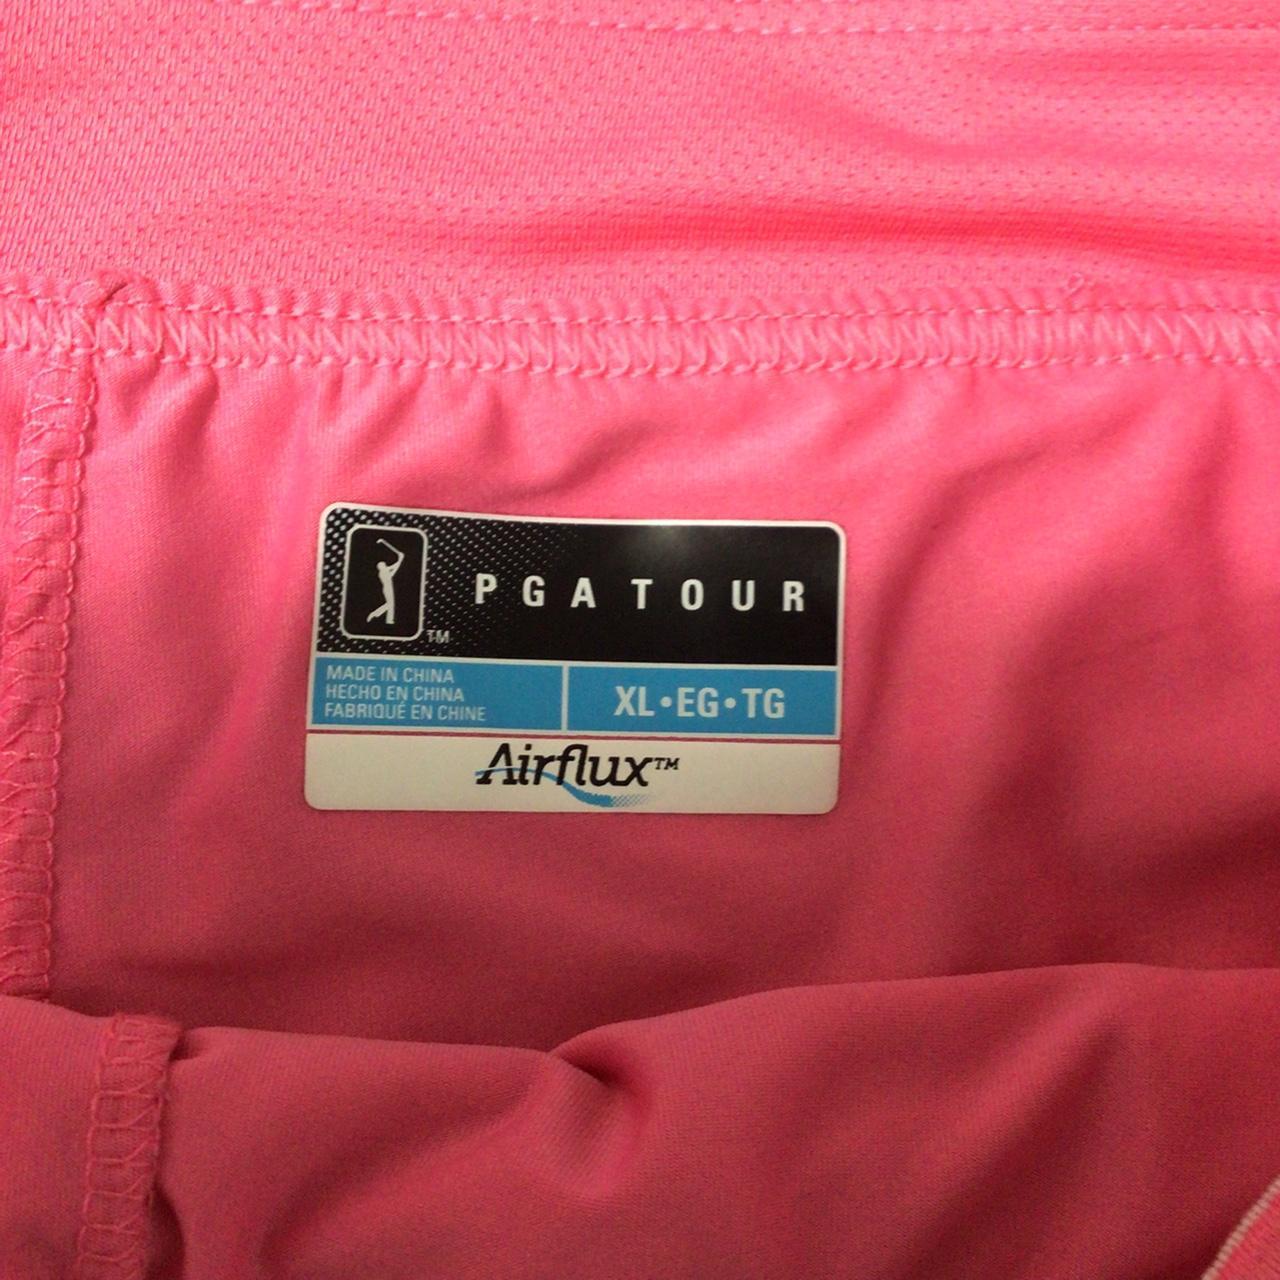 PGA TOUR
TM
MADE IN CHINA
HECHO EN CHINA
FABRIQUÉ EN CHINE
XL•EG•TG
Airflux™